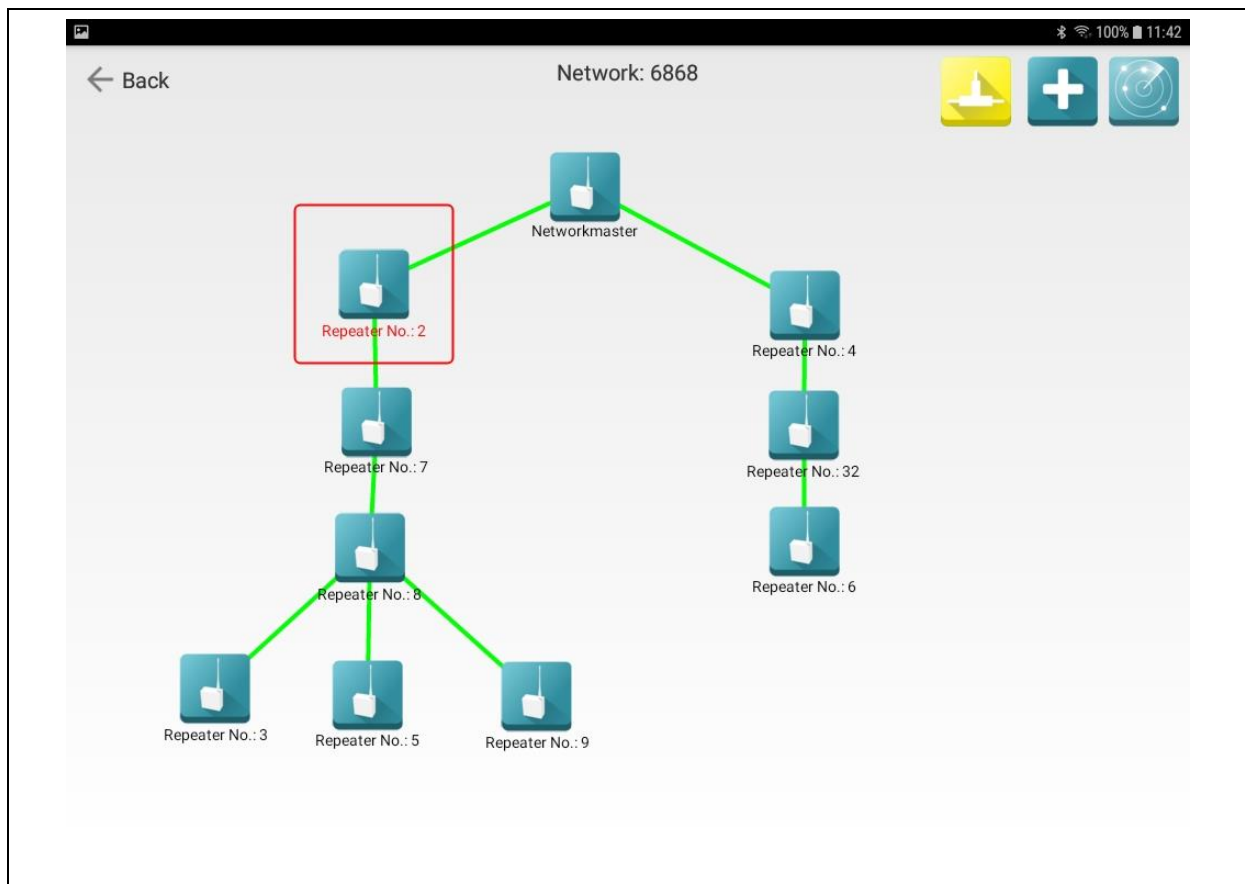 100% 11:42
Back
Network: 6868
Networkmaster
Repeater No.: 2
Repeater No.: 4
Repeater No.: 7
Repeater No.: 32
Repeater No.: 8
Repeater No.: 6
Repeater No.: 3
Repeater No.: 5
Repeater No.: 9